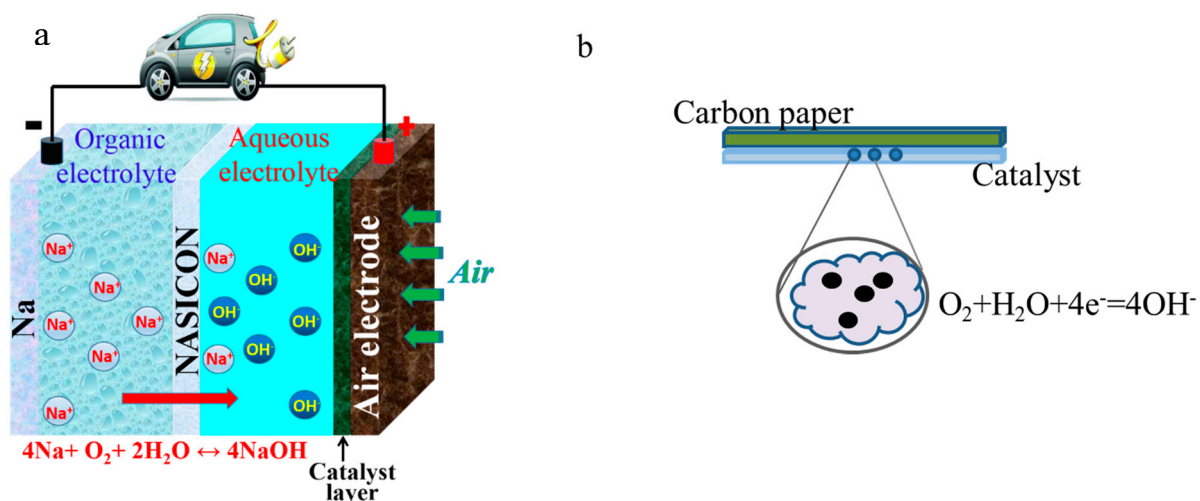 a
-
+
Organic
electrolyte
Aqueous
electrolyte
Na
Na⁺
Na⁺
Na⁺
Na⁺
Na⁺
Na⁺
NASICON
Na⁺
Na⁺
OH⁻
OH⁻
OH⁻
OH⁻
OH⁻
OH⁻
OH⁻
Air electrode
Air
4Na+ O₂+ 2H₂O ↔ 4NaOH
Catalyst
layer
b
Carbon paper
Catalyst
O₂+H₂O+4e⁻=4OH⁻